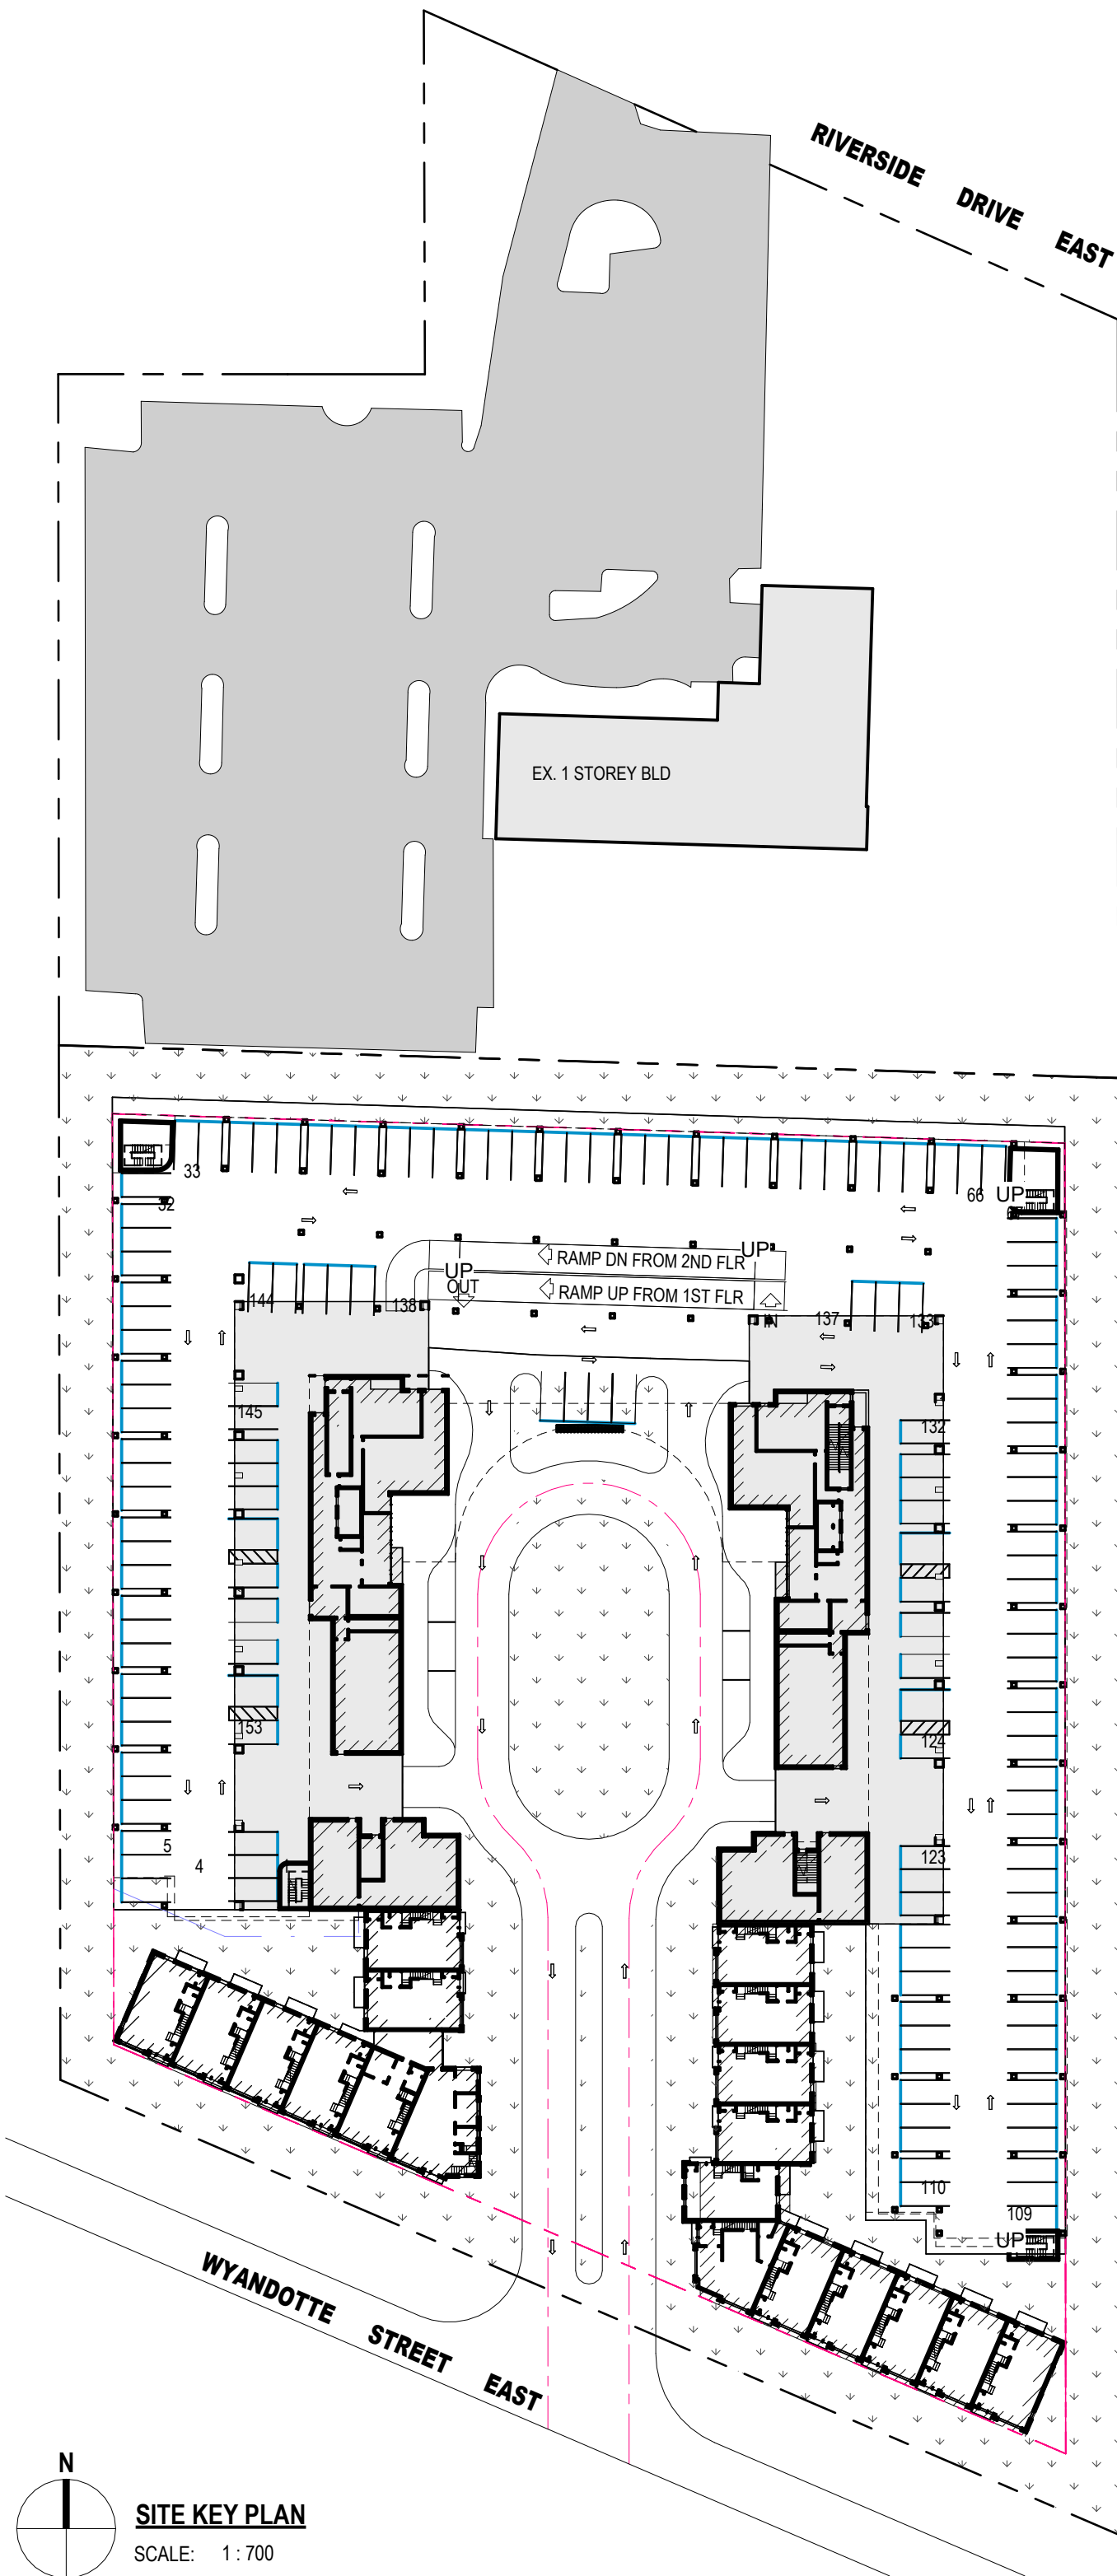 RIVERSIDE DRIVE EAST
EX. 1 STOREY BLD
33
32
66 UP
RAMP DN FROM 2ND FLR UP
UP
OUT
RAMP UP FROM 1ST FLR
144
138
IN
137
133
145
132
153
124
5
4
123
110
109
UP
WYANDOTTE STREET EAST
N
SITE KEY PLAN
SCALE: 1 : 700